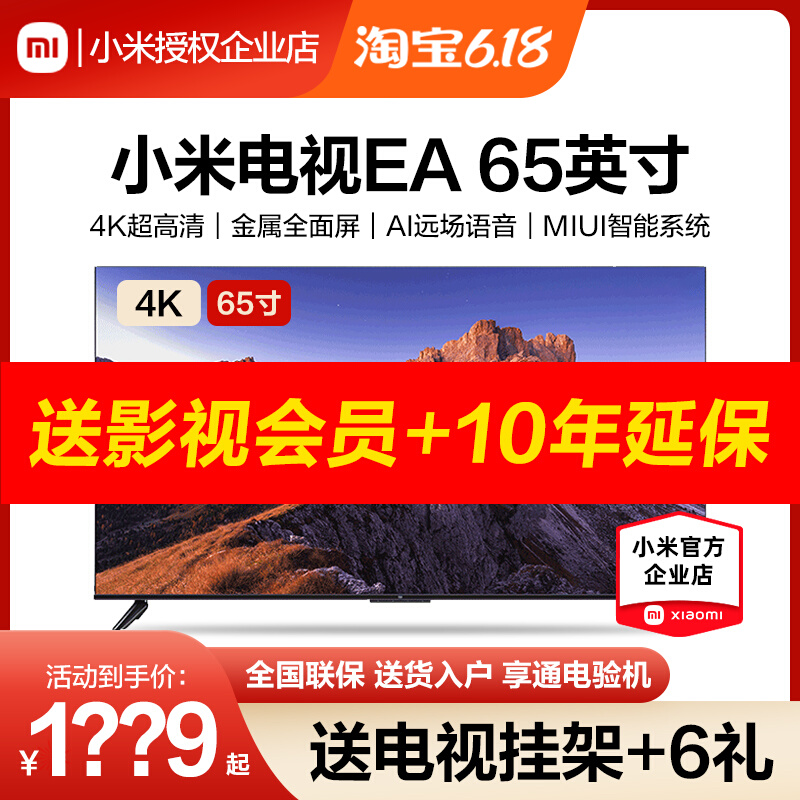 小米授权企业店
淘宝6.18
小米电视EA 65英寸
4K超高清|金属全面屏|AI远场语音|MIUI智能系统
4K
65寸
送影视会员+10年延保
小米官方
企业店
xiaomi
活动到手价:
¥1??9起
全国联保 送货入户 享通电验机
送电视挂架+6礼